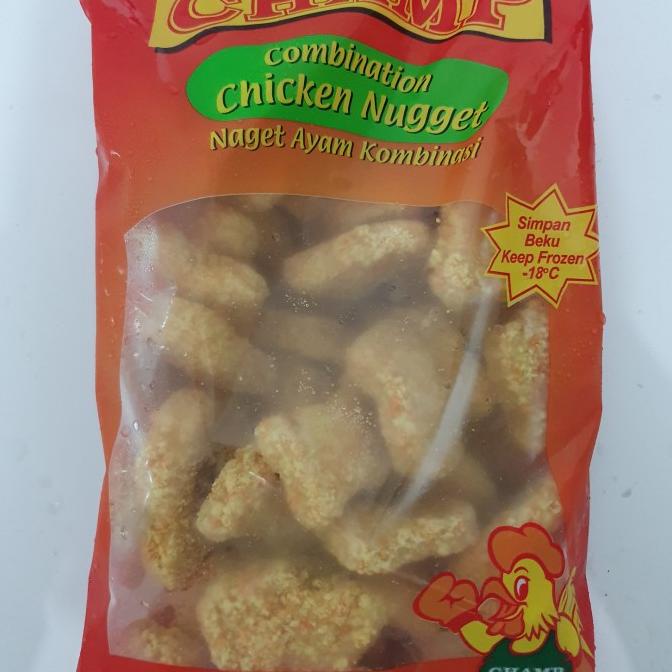 CHAMP
Combination
Chicken Nugget
Naget Ayam Kombinasi
Simpan
Beku
Keep Frozen
-18°C
CHAMP